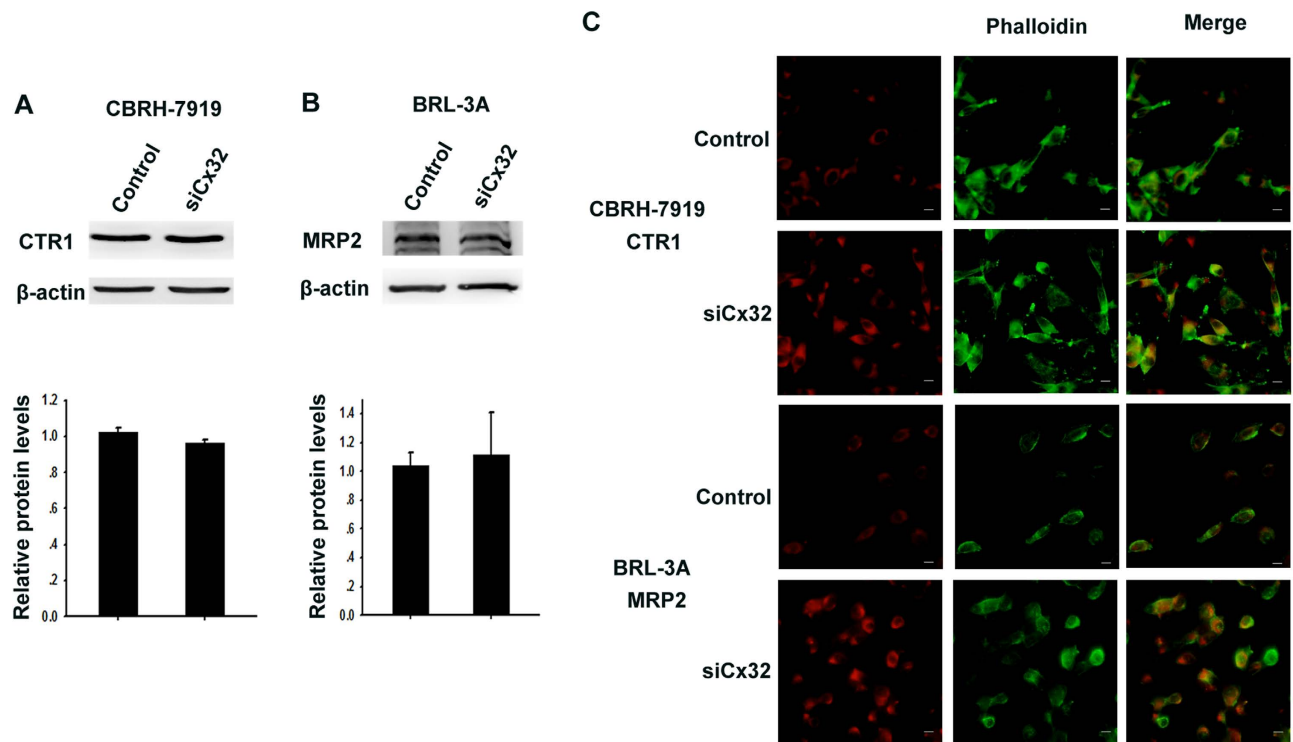 A
CBRH-7919
Control
siCx32
CTR1
β-actin
Relative protein levels
1.2
1.0
.8
.6
.4
.2
0.0
B
BRL-3A
Control
siCx32
MRP2
β-actin
Relative protein levels
1.4
1.2
1.0
.8
.6
.4
.2
0.0
C
Phalloidin
Merge
Control
CBRH-7919
CTR1
siCx32
Control
BRL-3A
MRP2
siCx32